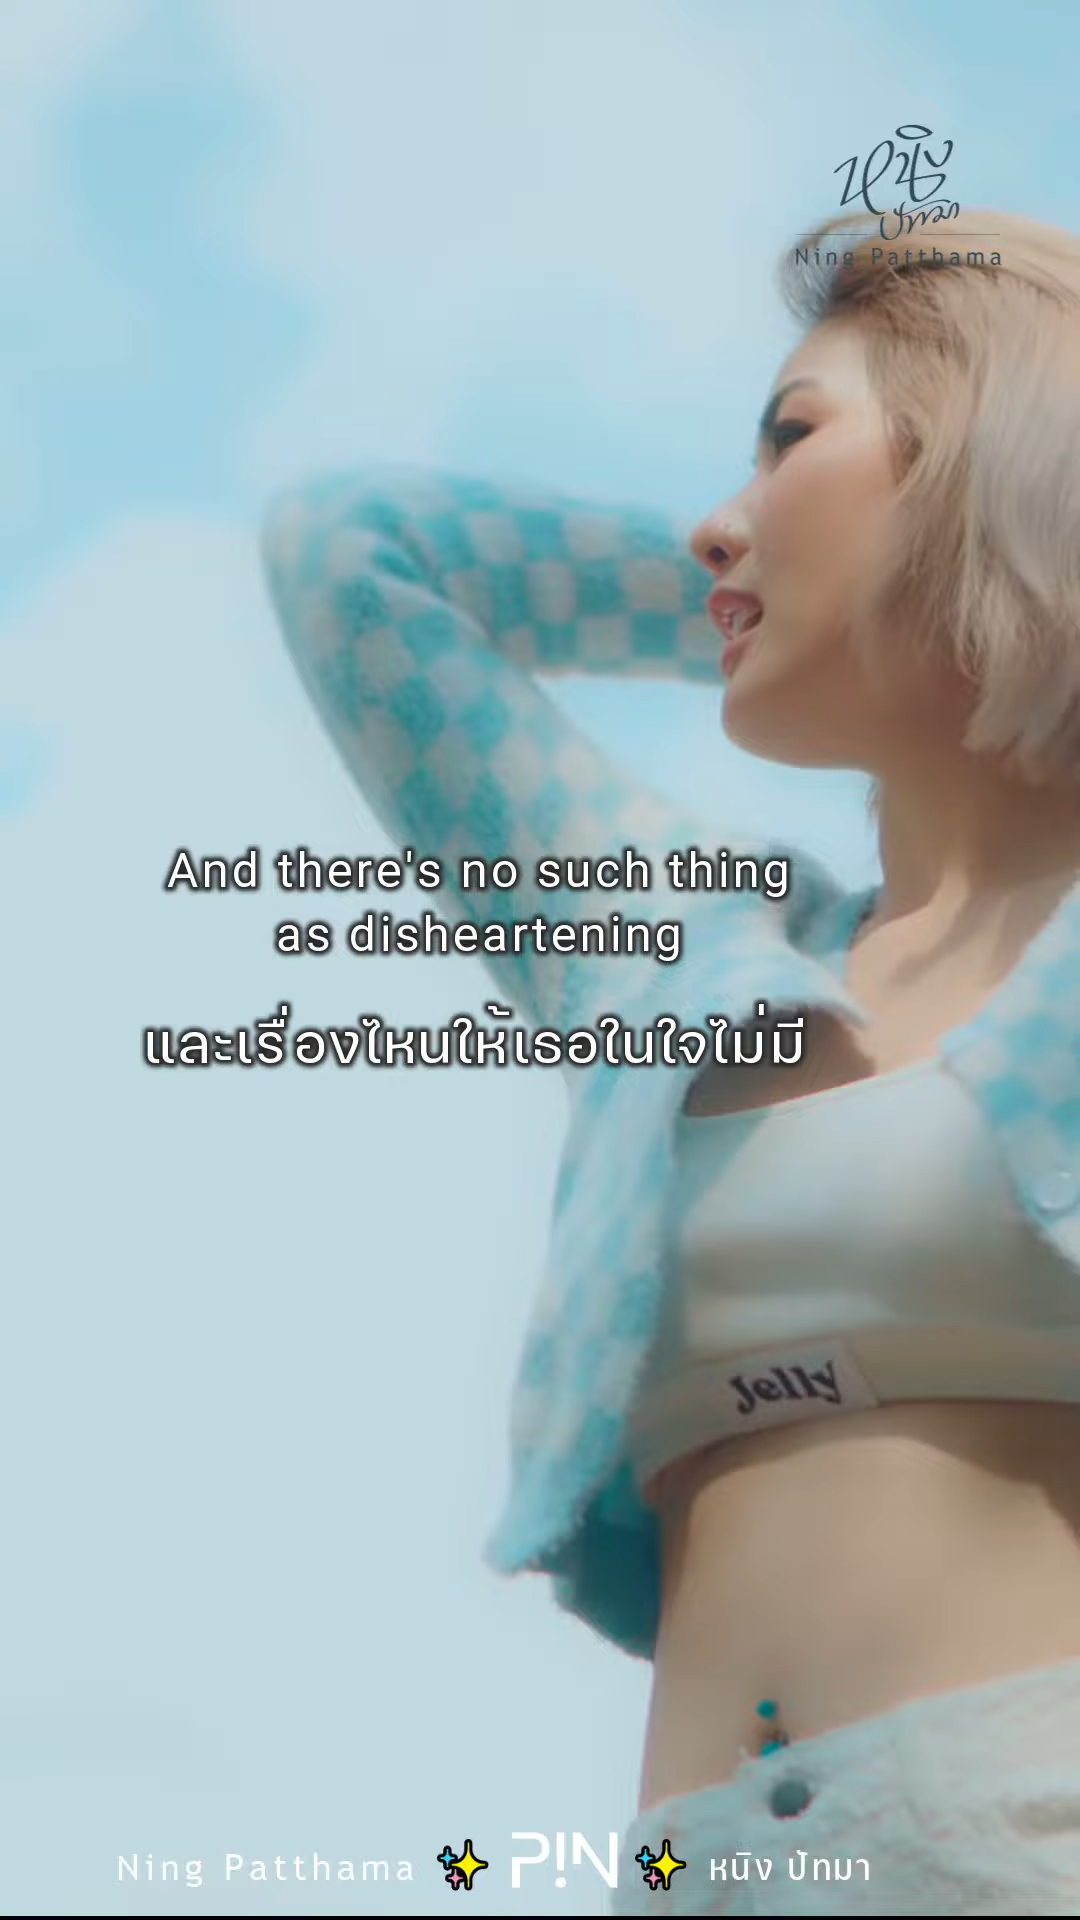 หนิง
ปัทมา
Ning Patthama
And there's no such thing
as disheartening
และเรื่องไหนให้เธอในใจไม่มี
Jelly
Ning Patthama ✨ P!N ✨ หนิง ปัทมา